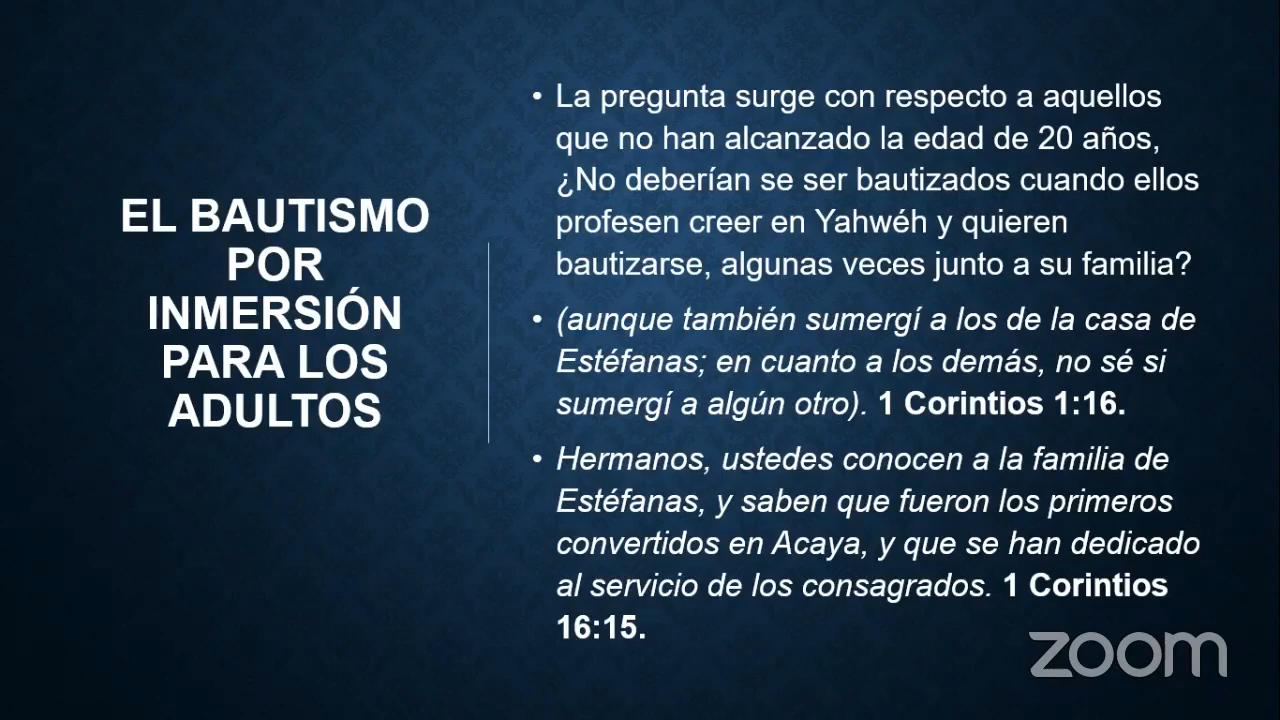 EL BAUTISMO
POR
INMERSIÓN
PARA LOS
ADULTOS
• La pregunta surge con respecto a aquellos
que no han alcanzado la edad de 20 años,
¿No deberían se ser bautizados cuando ellos
profesen creer en Yahwéh y quieren
bautizarse, algunas veces junto a su familia?
• (aunque también sumergí a los de la casa de
Estéfanas; en cuanto a los demás, no sé si
sumergí a algún otro). 1 Corintios 1:16.
• Hermanos, ustedes conocen a la familia de
Estéfanas, y saben que fueron los primeros
convertidos en Acaya, y que se han dedicado
al servicio de los consagrados. 1 Corintios
16:15.
zoom